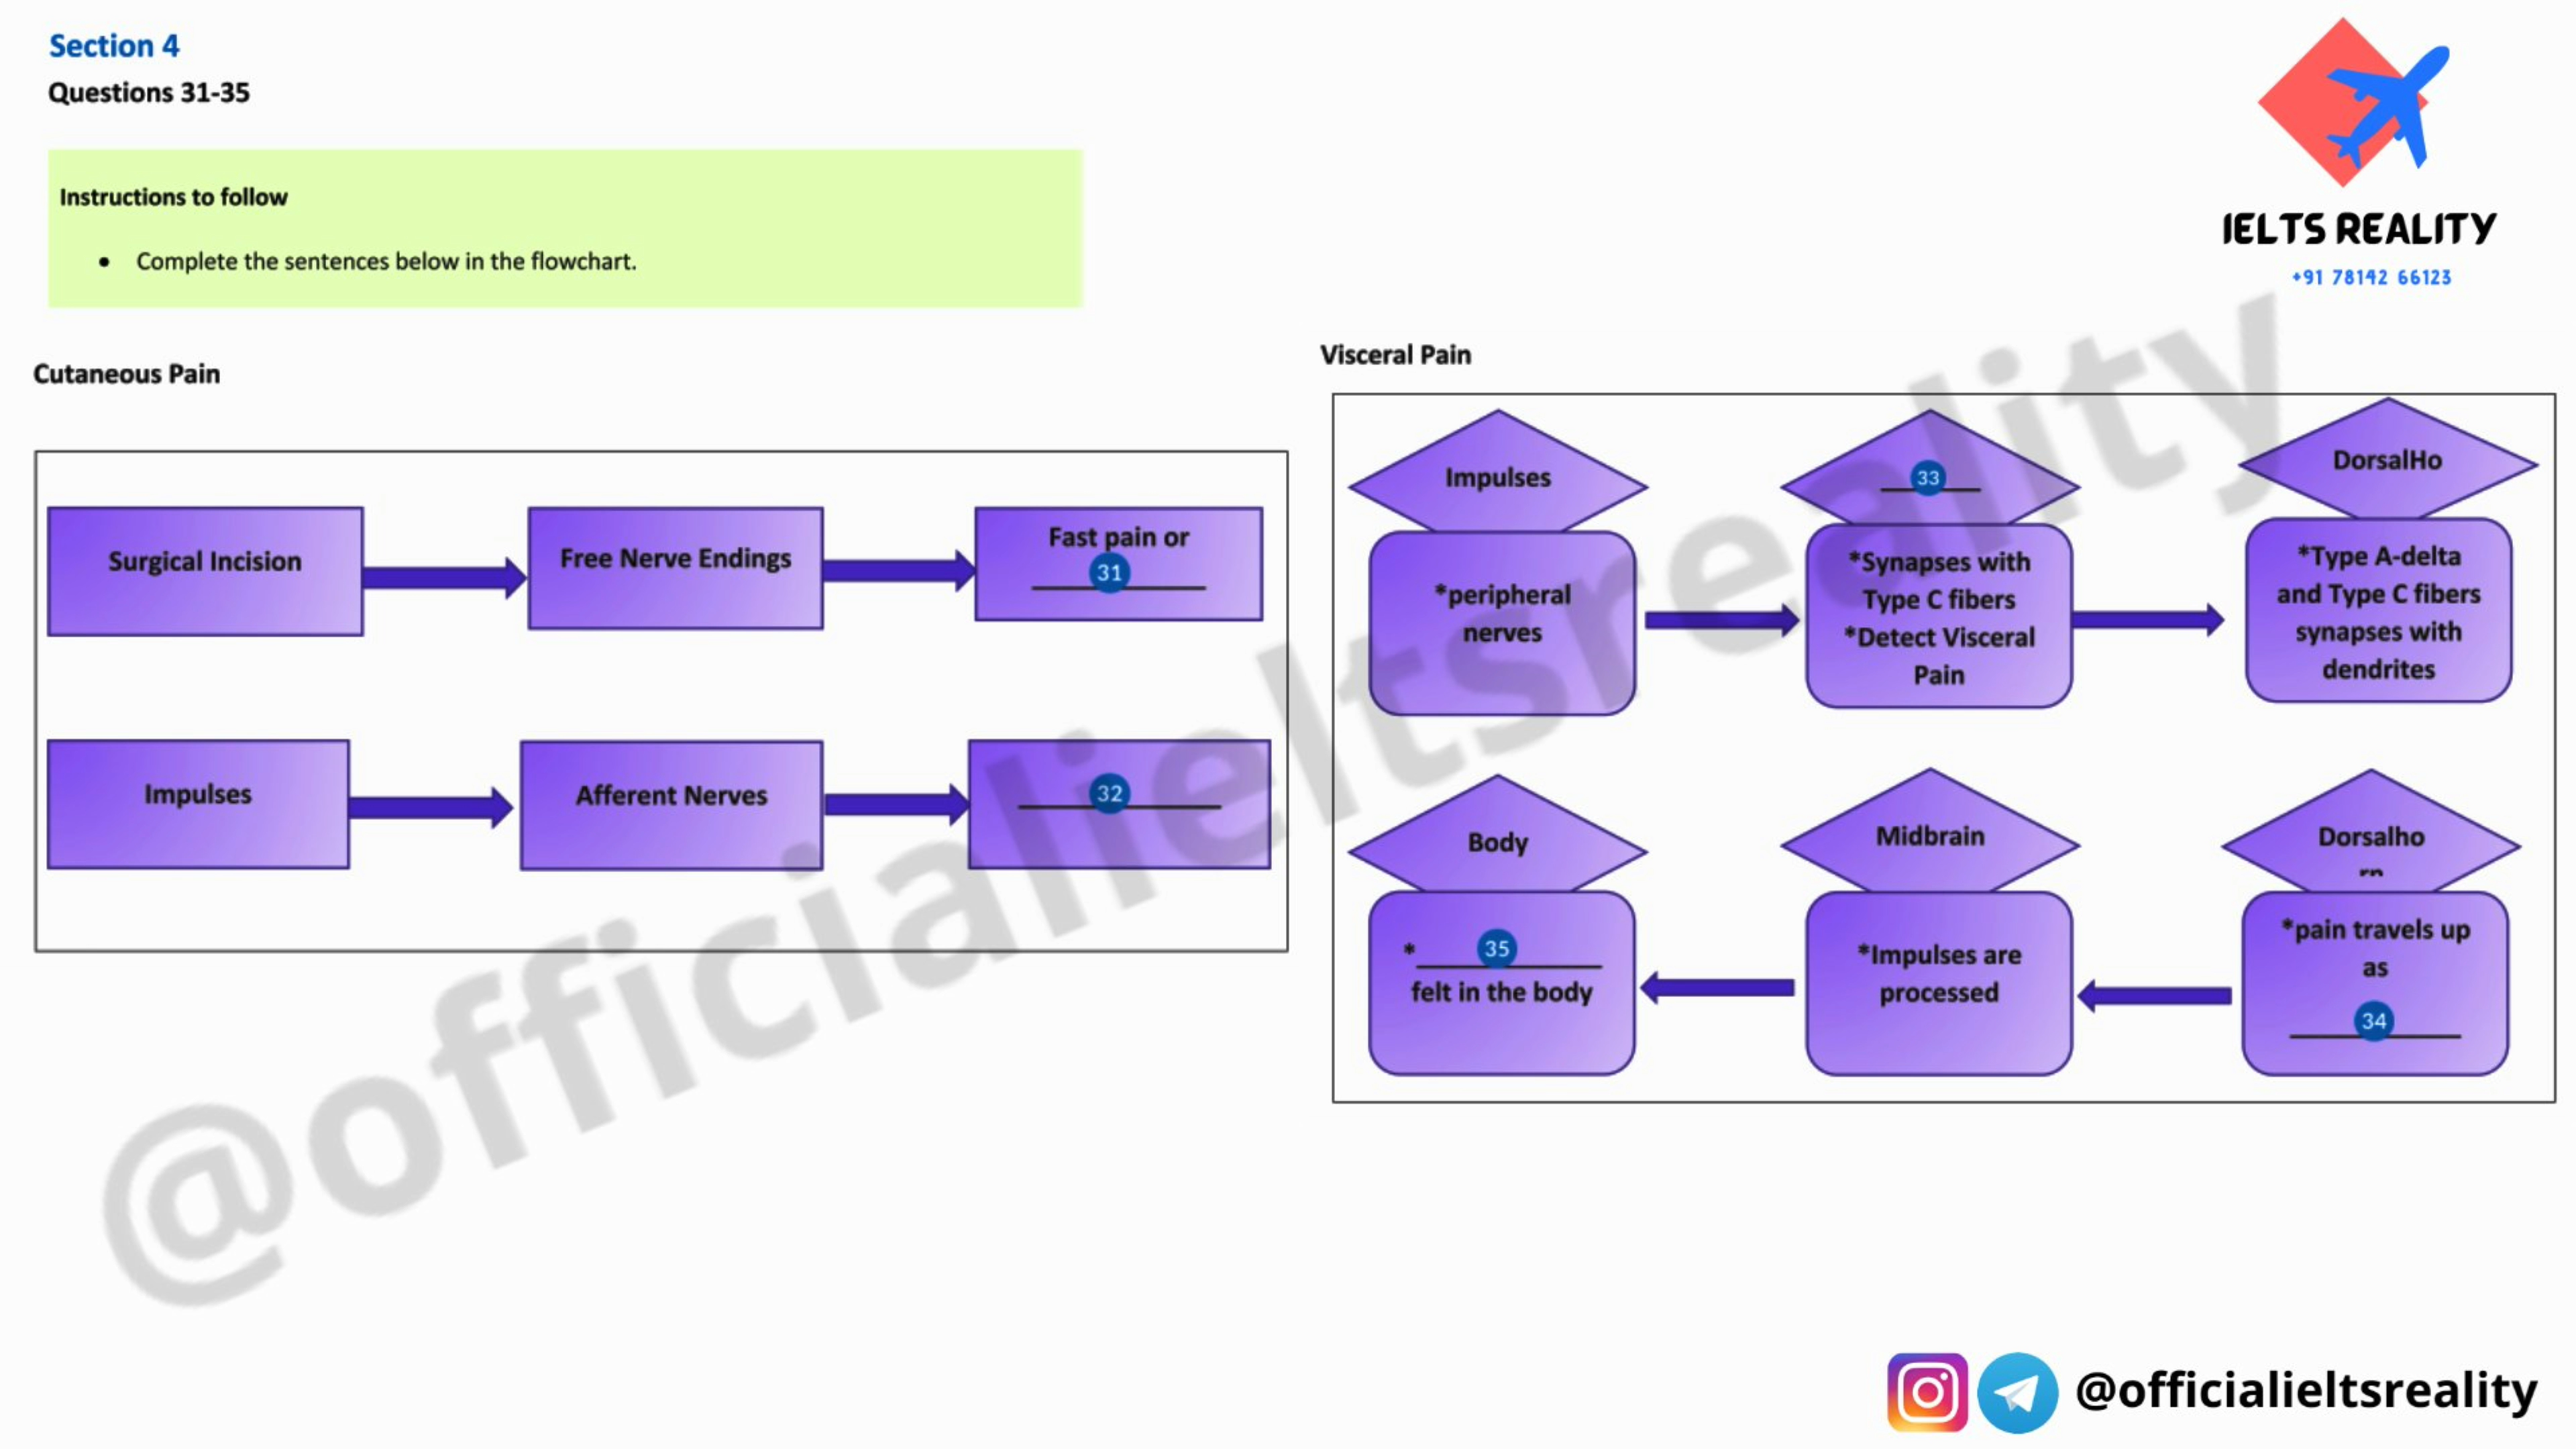 Section 4
Questions 31-35
Instructions to follow
• Complete the sentences below in the flowchart.
IELTS REALITY
+91 78142 66123
Cutaneous Pain
Surgical Incision
Free Nerve Endings
Fast pain or
31
Impulses
Afferent Nerves
32
Visceral Pain
Impulses
*peripheral
nerves
33
*Synapses with
Type C fibers
*Detect Visceral
Pain
DorsalHo
*Type A-delta
and Type C fibers
synapses with
dendrites
Body
*35
felt in the body
Midbrain
*Impulses are
processed
Dorsalho
rn
*pain travels up
as
34
@officialieltsreality
@officialieltsreality